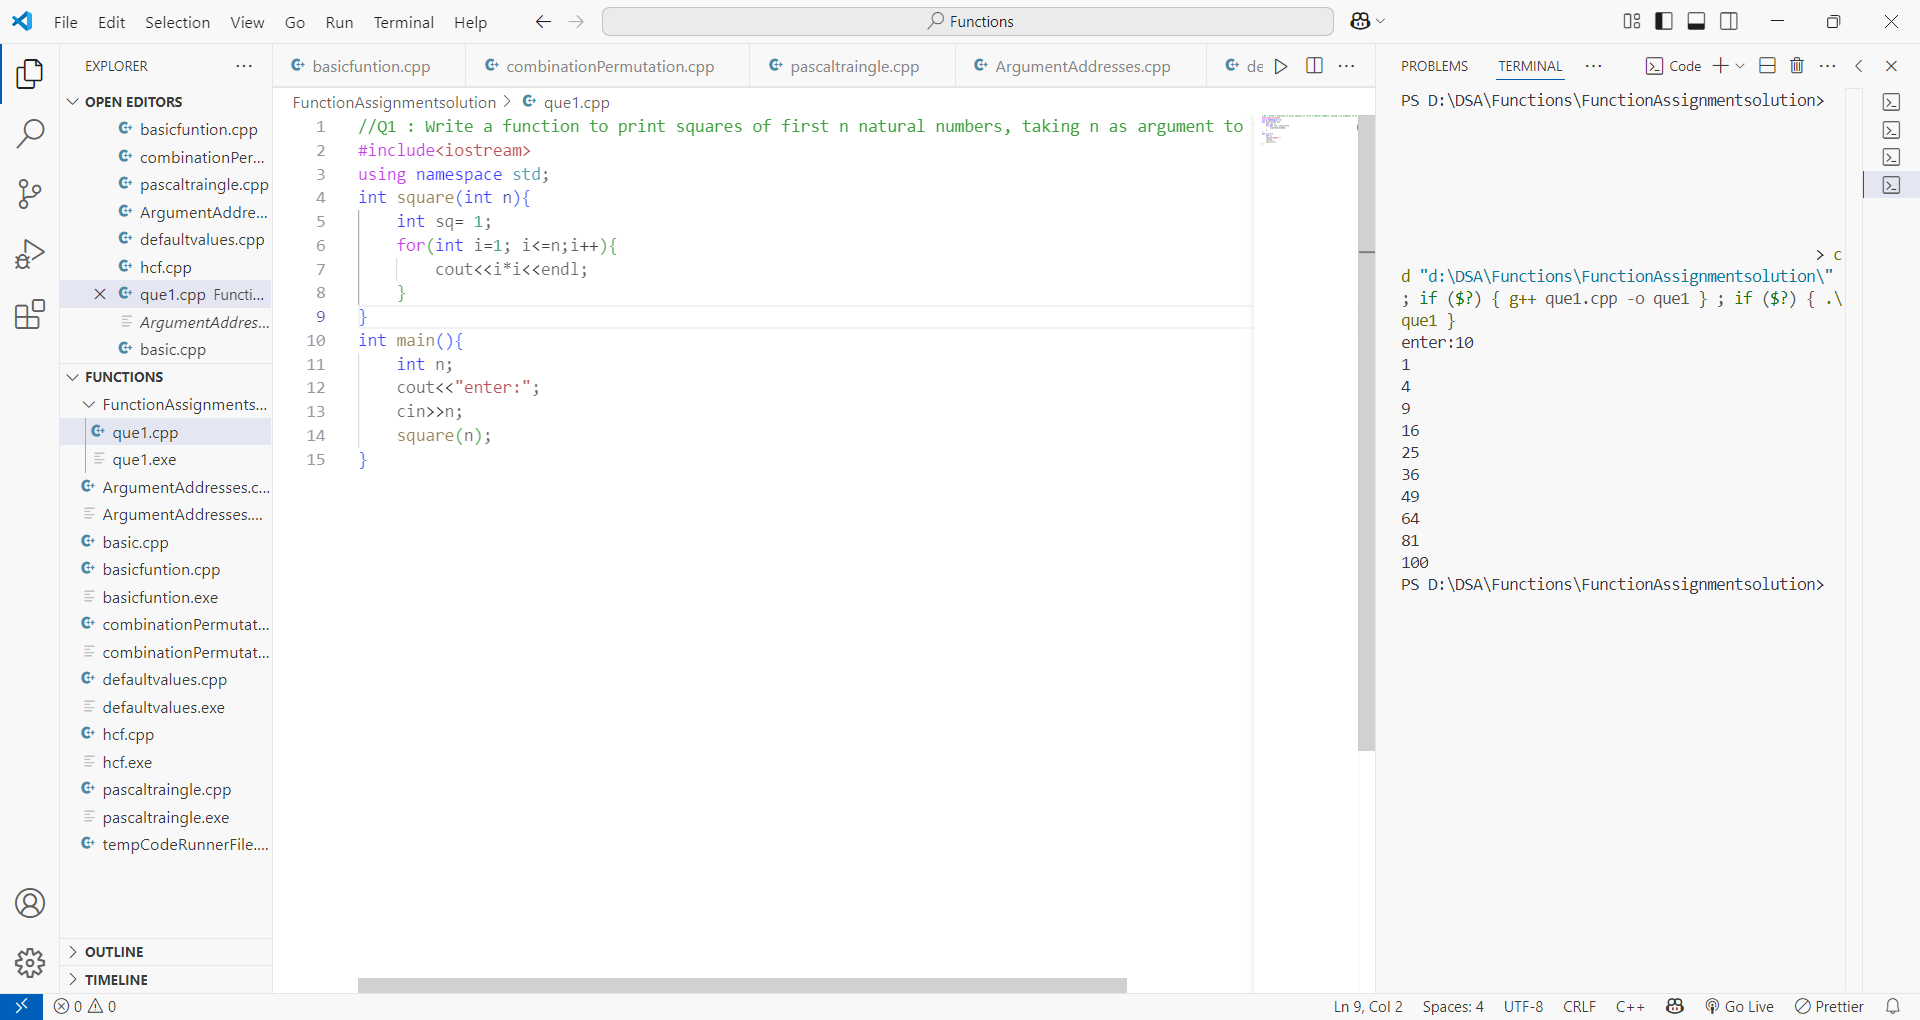 File Edit Selection View Go Run Terminal Help
Functions
EXPLORER
OPEN EDITORS
basicfuntion.cpp
combinationPer...
pascaltraingle.cpp
ArgumentAddre...
defaultvalues.cpp
hcf.cpp
que1.cpp Functi...
ArgumentAddres...
basic.cpp
FUNCTIONS
FunctionAssignments...
que1.cpp
que1.exe
ArgumentAddresses.c...
ArgumentAddresses....
basic.cpp
basicfuntion.cpp
basicfuntion.exe
combinationPermutat...
combinationPermutat...
defaultvalues.cpp
defaultvalues.exe
hcf.cpp
hcf.exe
pascaltraingle.cpp
pascaltraingle.exe
tempCodeRunnerFile....
OUTLINE
TIMELINE
basicfuntion.cpp combinationPermutation.cpp pascaltraingle.cpp ArgumentAddresses.cpp de
FunctionAssignmentsolution > que1.cpp
1 //Q1 : Write a function to print squares of first n natural numbers, taking n as argument to
2 #include<iostream>
3 using namespace std;
4 int square(int n){
5 int sq= 1;
6 for(int i=1; i<=n;i++){
7 cout<<i*i<<endl;
8 }
9 }
10 int main(){
11 int n;
12 cout<<"enter:";
13 cin>>n;
14 square(n);
15 }
PROBLEMS TERMINAL Code
PS D:\DSA\Functions\FunctionAssignmentsolution>
> c
d "d:\DSA\Functions\FunctionAssignmentsolution\"
; if ($?) { g++ que1.cpp -o que1 } ; if ($?) { .\
que1 }
enter:10
1
4
9
16
25
36
49
64
81
100
PS D:\DSA\Functions\FunctionAssignmentsolution>
0 0 Ln 9, Col 2 Spaces: 4 UTF-8 CRLF C++ Go Live Prettier